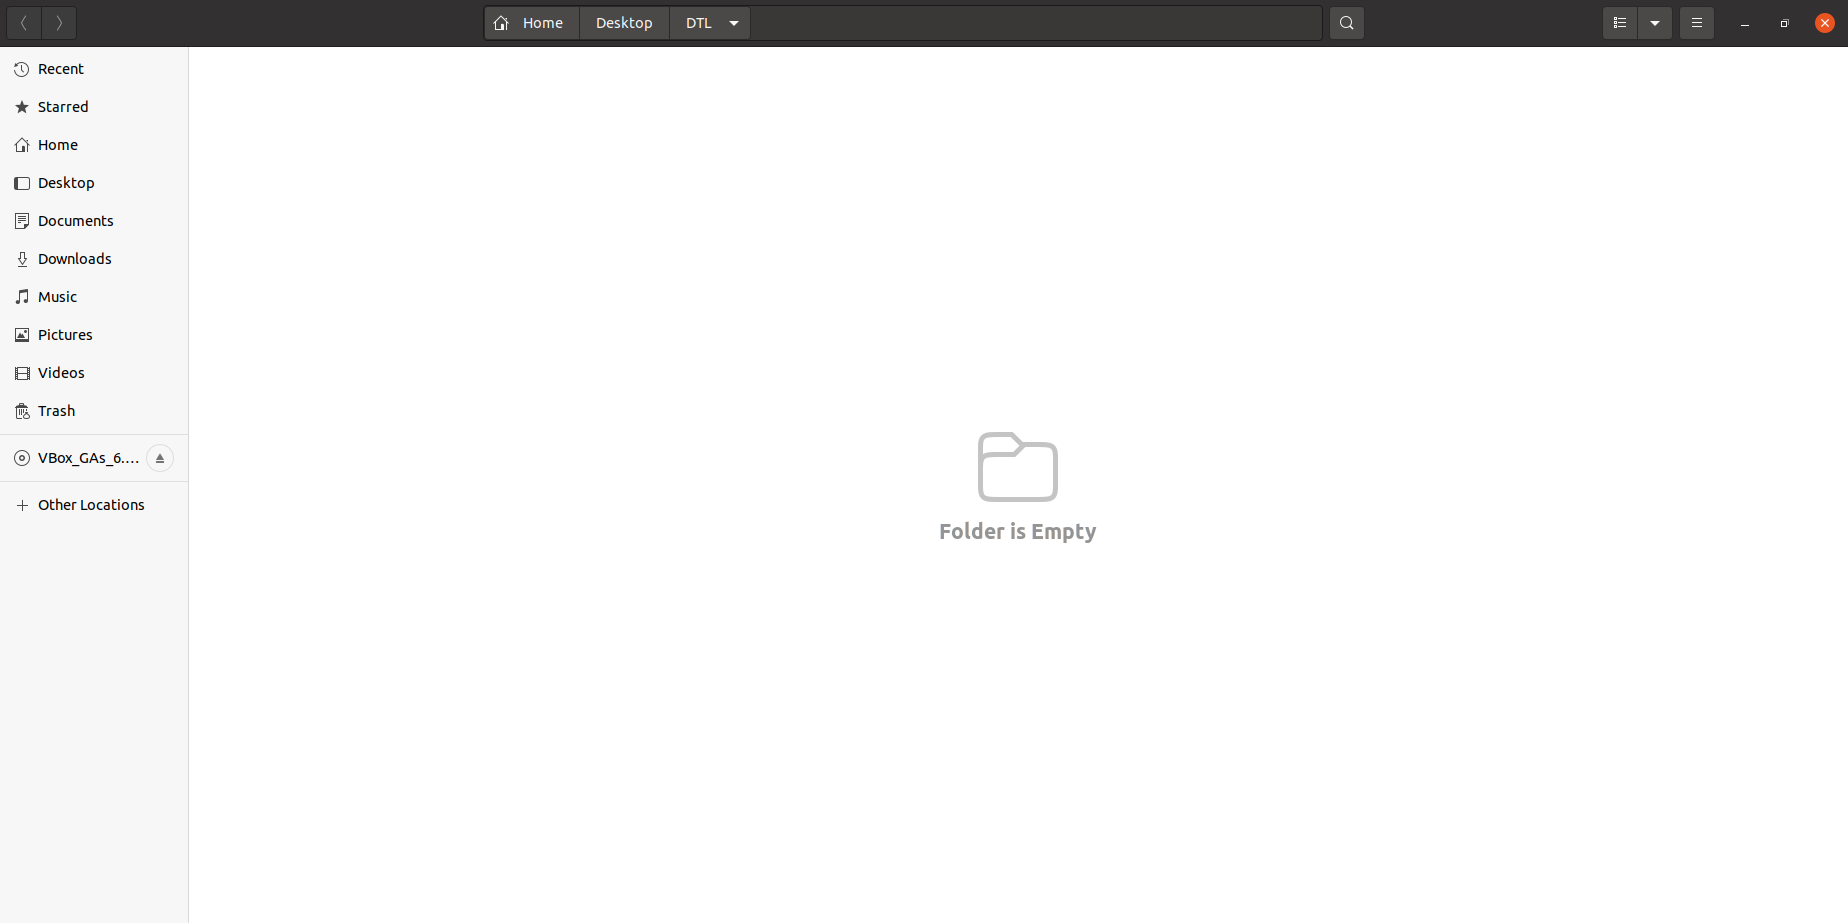 Home Desktop DTL
Recent
Starred
Home
Desktop
Documents
Downloads
Music
Pictures
Videos
Trash
VBox_GAs_6.…
Other Locations
Folder is Empty